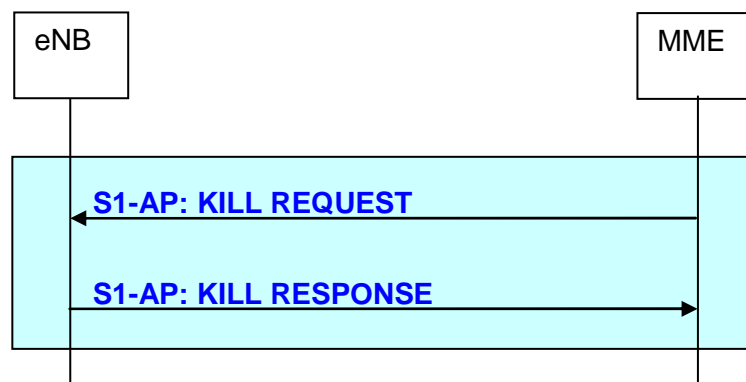 eNB
MME
S1-AP: KILL REQUEST
S1-AP: KILL RESPONSE